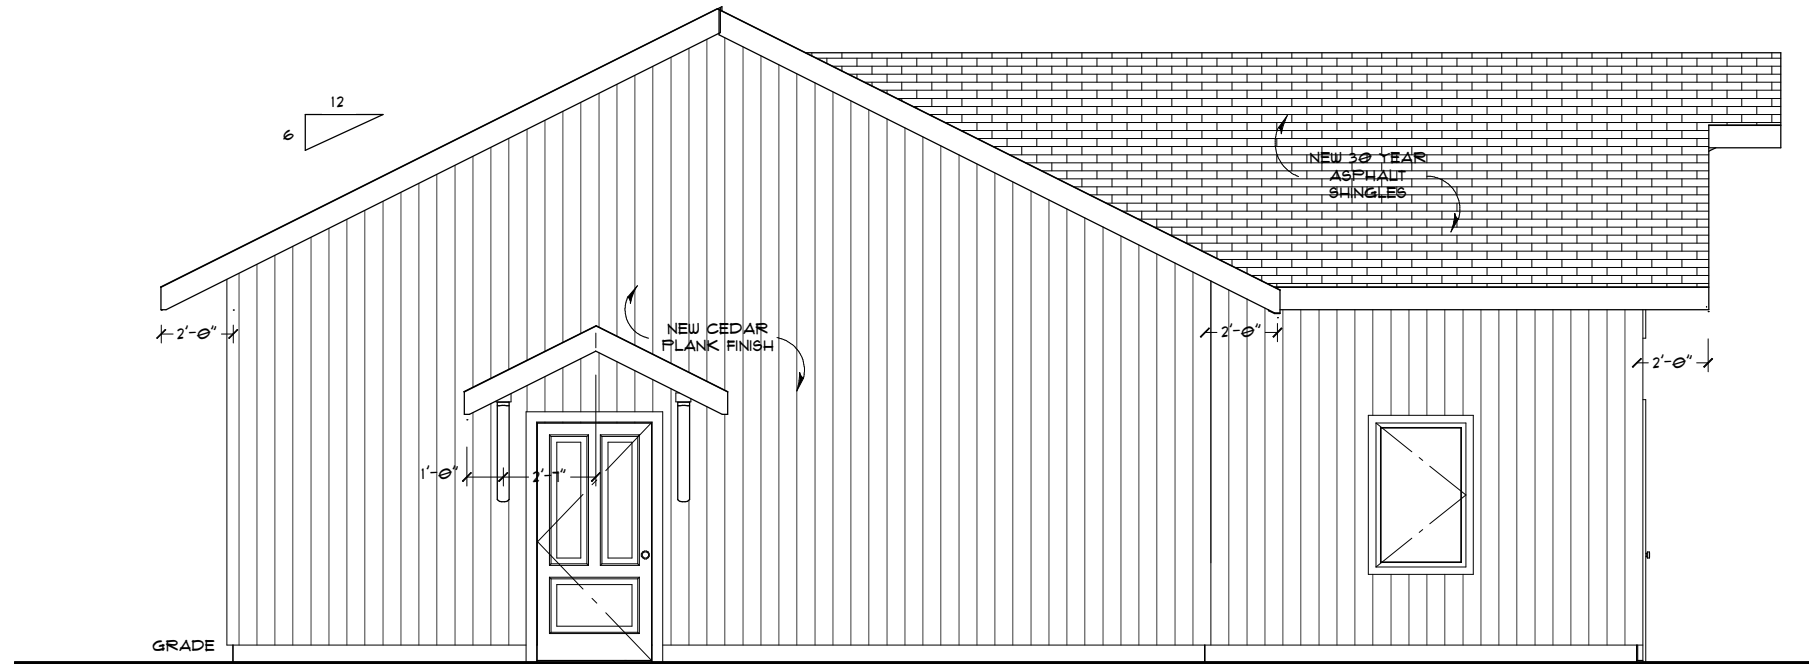 12
6
NEW 30 YEAR
ASPHALT
SHINGLES
NEW CEDAR
PLANK FINISH
2'-0"
2'-0"
2'-0"
1'-0"
2'-7"
GRADE